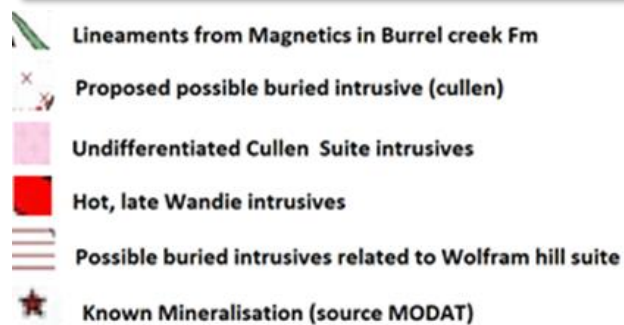 Lineaments from Magnetics in Burrel creek Fm
Proposed possible buried intrusive (cullen)
Undifferentiated Cullen Suite intrusives
Hot, late Wandie intrusives
Possible buried intrusives related to Wolfram hill suite
Known Mineralisation (source MODAT)